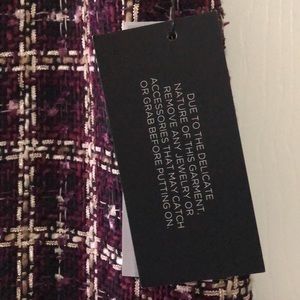 DUE TO THE DELICATE
NATURE OF THIS GARMENT,
REMOVE ANY JEWELRY OR
ACCESSORIES THAT MAY CATCH
OR GRAB BEFORE PUTTING ON.